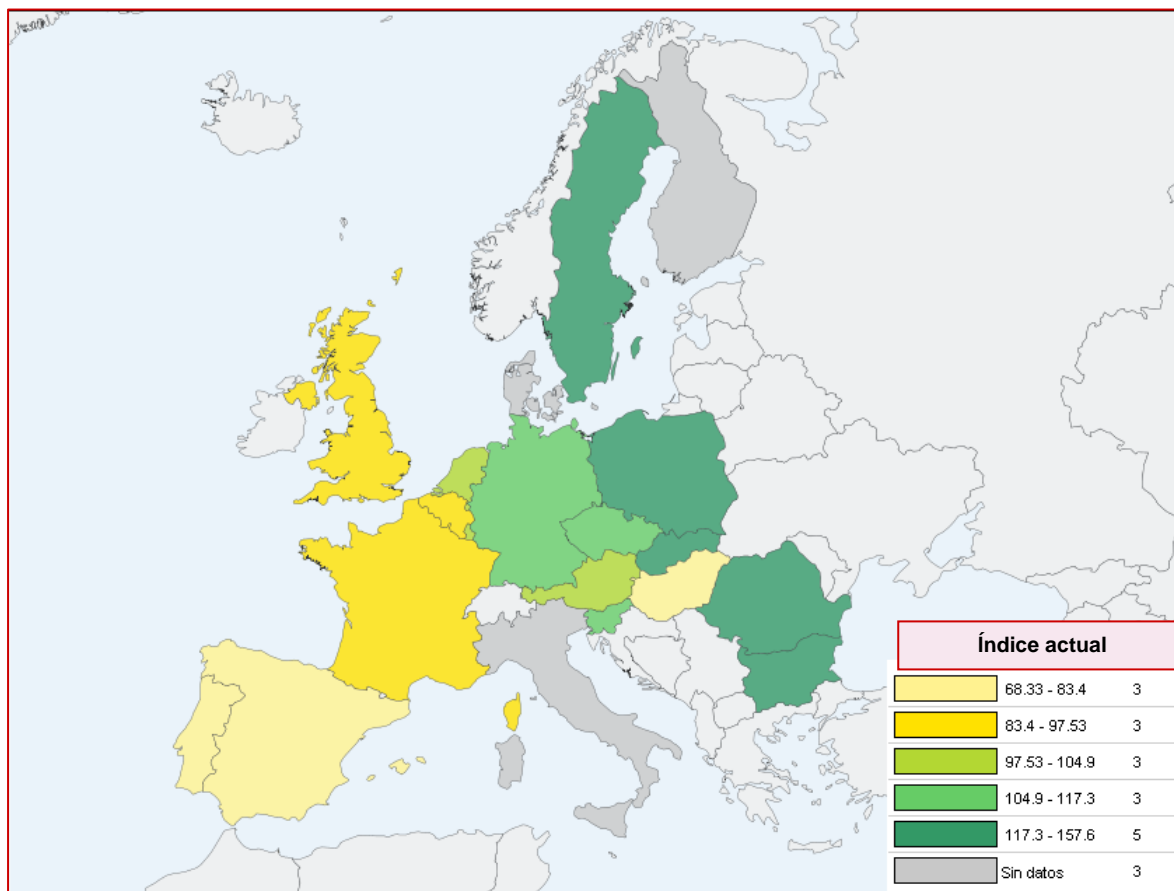 Índice actual
68.33 - 83.4 3
83.4 - 97.53 3
97.53 - 104.9 3
104.9 - 117.3 3
117.3 - 157.6 5
Sin datos 3